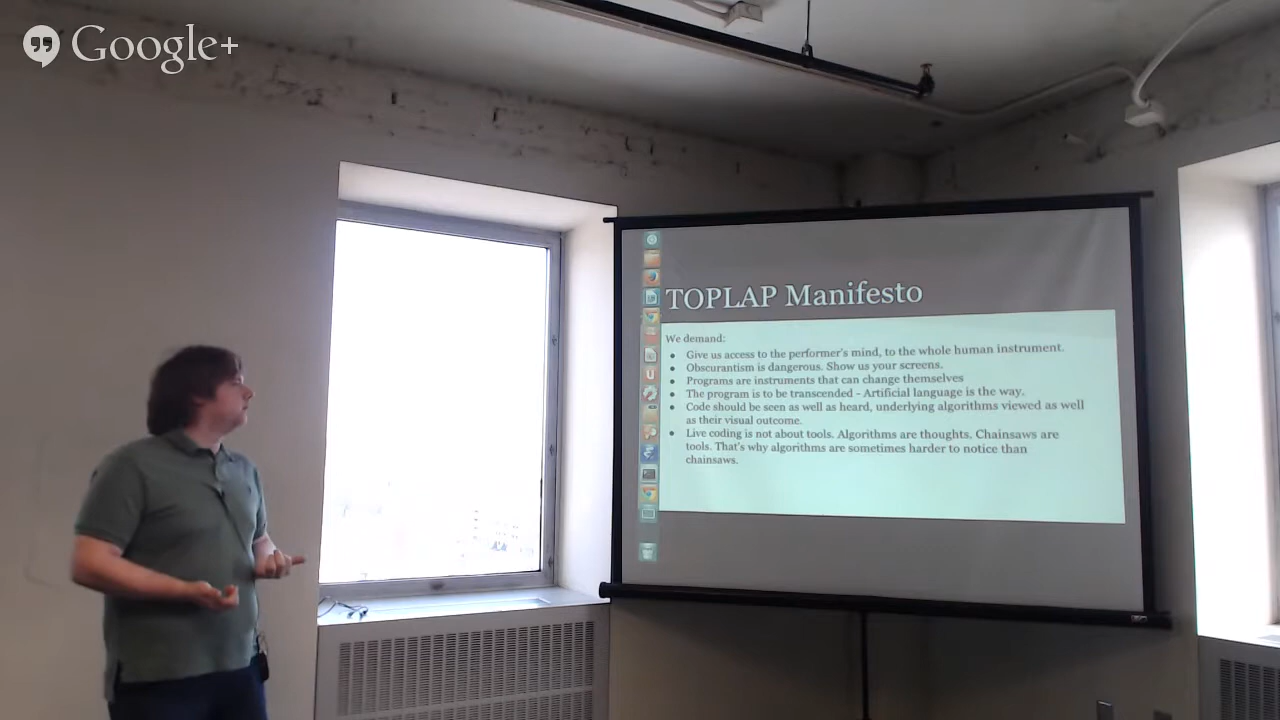 Google+
TOPLAP Manifesto
We demand:
● Give us access to the performer's mind, to the whole human instrument.
● Obscurantism is dangerous. Show us your screens.
● Programs are instruments that can change themselves
● The program is to be transcended - Artificial language is the way.
● Code should be seen as well as heard, underlying algorithms viewed as well
as their visual outcome.
● Live coding is not about tools. Algorithms are thoughts. Chainsaws are
tools. That's why algorithms are sometimes harder to notice than
chainsaws.